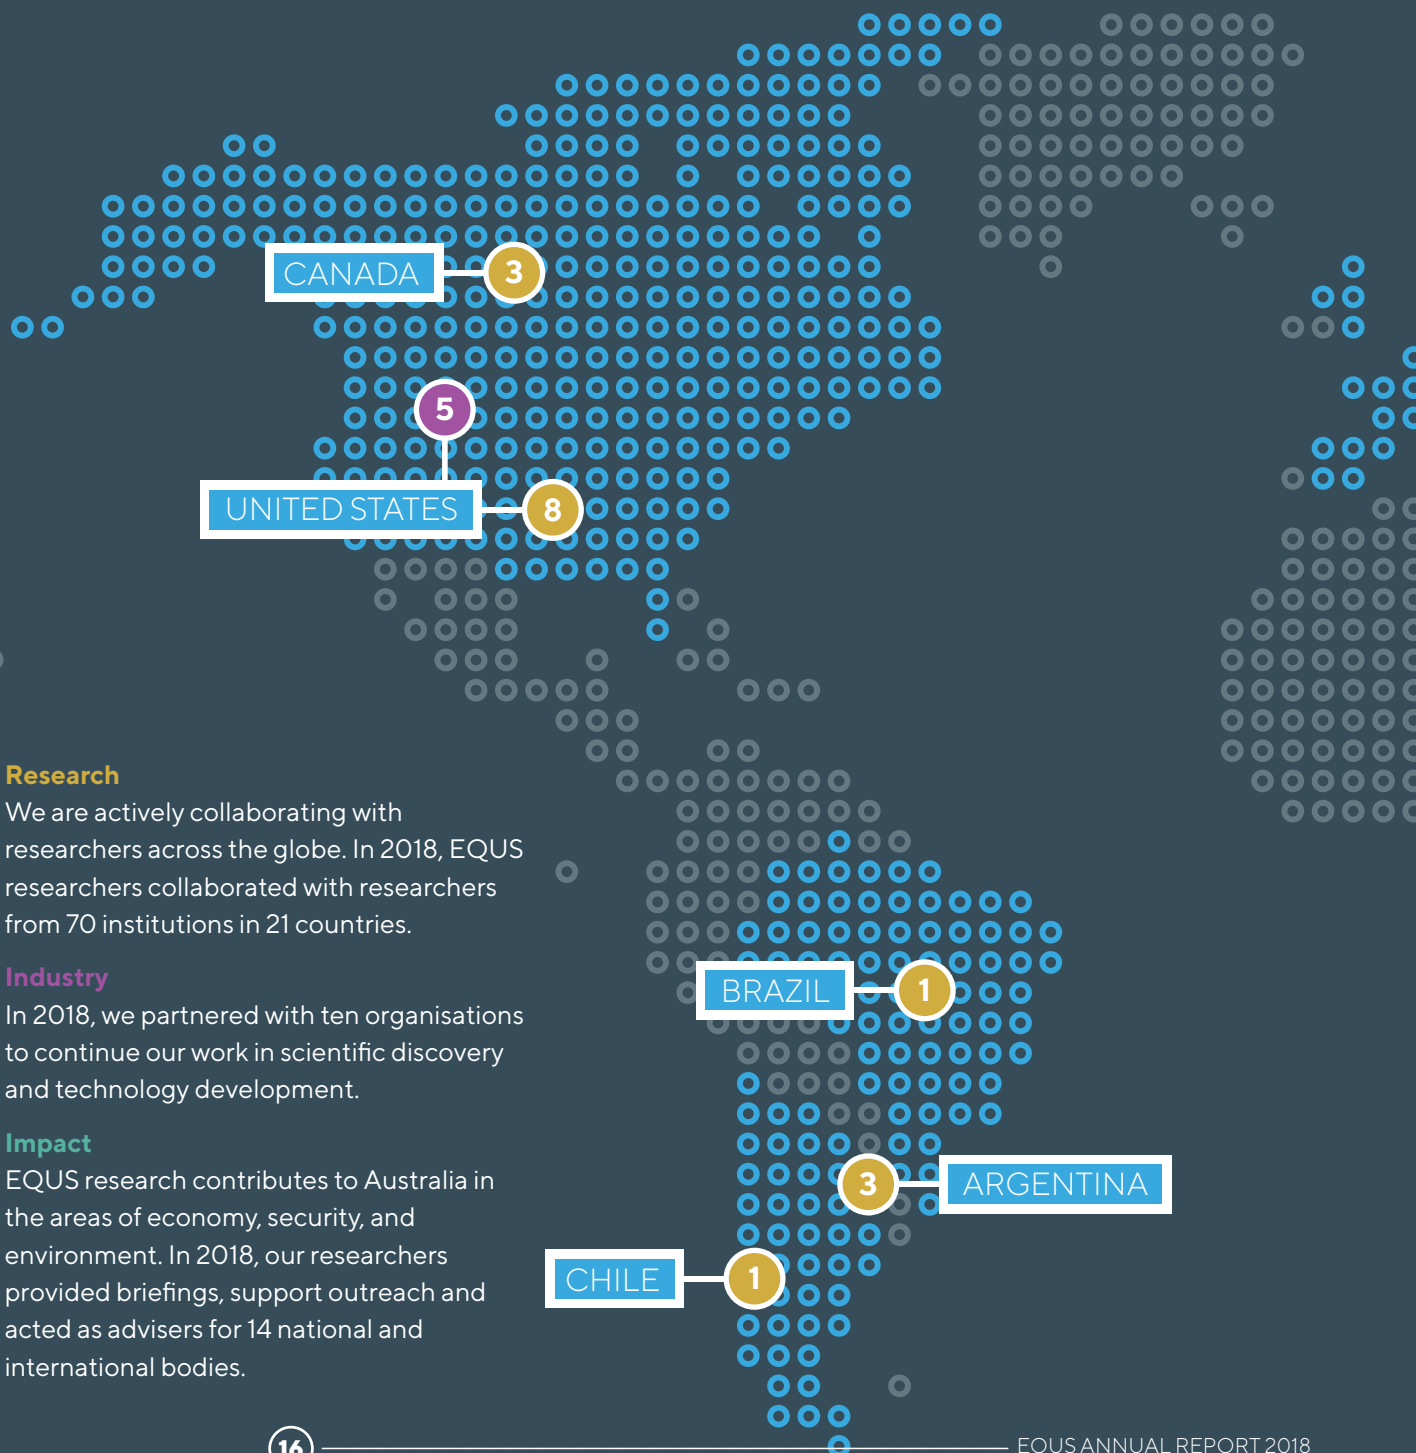 CANADA
3
5
UNITED STATES
8
Research
We are actively collaborating with
researchers across the globe. In 2018, EQUS
researchers collaborated with researchers
from 70 institutions in 21 countries.
Industry
In 2018, we partnered with ten organisations
to continue our work in scientific discovery
and technology development.
Impact
EQUS research contributes to Australia in
the areas of economy, security, and
environment. In 2018, our researchers
provided briefings, support outreach and
acted as advisers for 14 national and
international bodies.
BRAZIL
1
3
ARGENTINA
CHILE
1
16
EQUS ANNUAL REPORT 2018